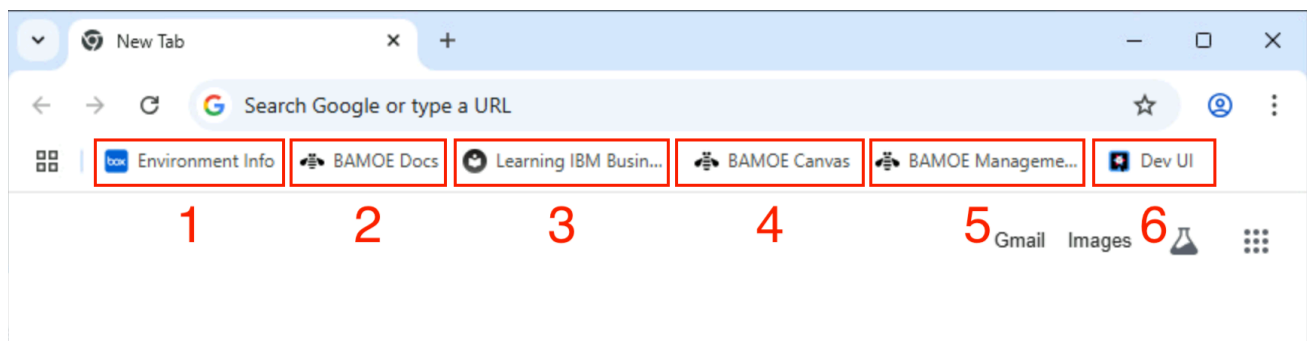 New Tab
Search Google or type a URL
box Environment Info BAMOE Docs Learning IBM Busin... BAMOE Canvas BAMOE Manageme... Dev UI
1 2 3 4 5 6
Gmail Images